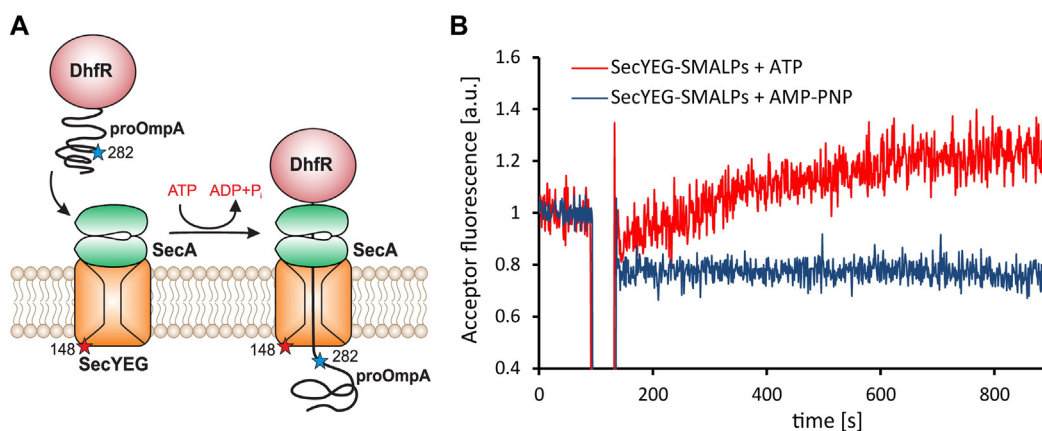 A
DhfR
proOmpA
282
DhfR
ATP ADP+Pi
SecA
SecA
148
SecYEG
148
282
proOmpA
B
1.6
1.4
1.2
1
0.8
0.6
0.4
Acceptor fluorescence [a.u.]
SecYEG-SMALPs + ATP
SecYEG-SMALPs + AMP-PNP
0
200
400
600
800
time [s]